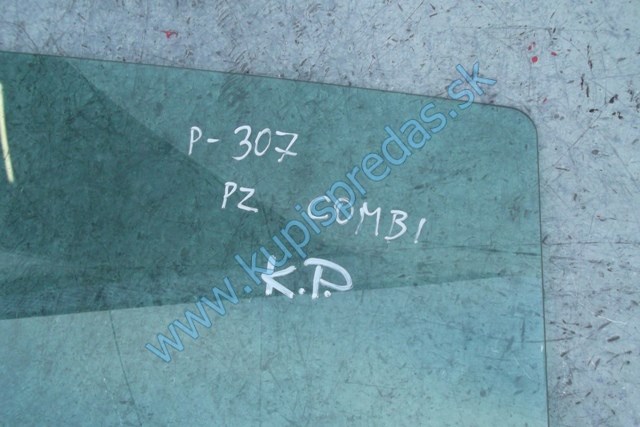 P-307
PZ COMBI
K.P.
www.kupispredas.sk